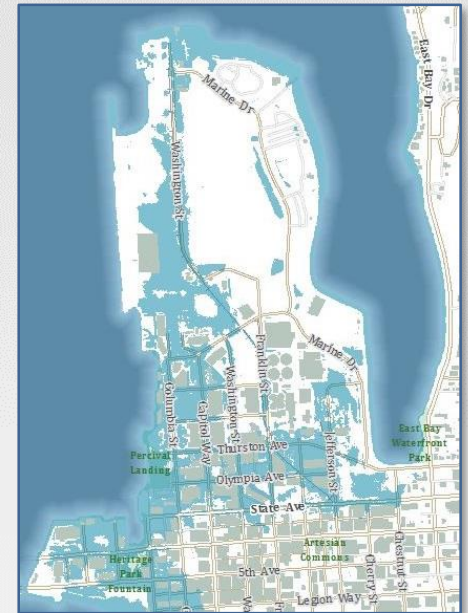 East Bay Dr
Marine Dr
Washington St
Franklin St
Marine Dr
Washington St
Columbia St
Capitol Way
Jefferson St
East Bay
Waterfront
Park
Thurston Ave
Percival
Landing
Olympia Ave
State Ave
Artesian
Commons
Chestnut St
Cherry St
Heritage
Park
Fountain
5th Ave
Legion Way